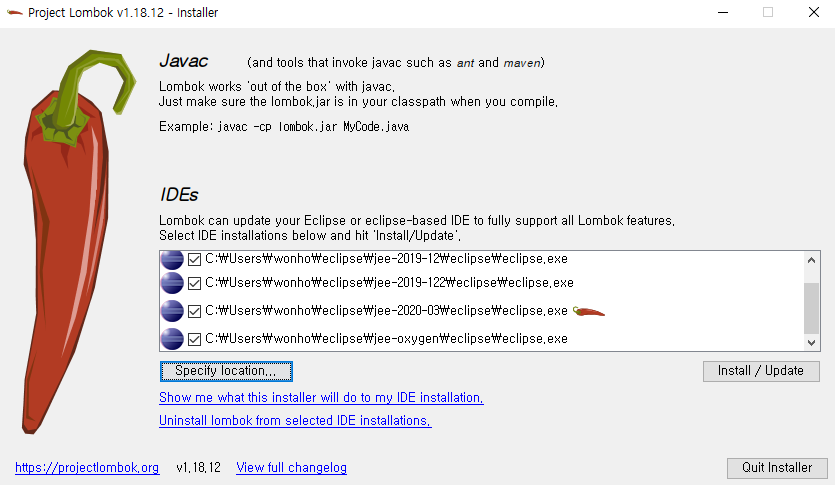 Project Lombok v1.18.12 - Installer
Javac (and tools that invoke javac such as ant and maven)
Lombok works 'out of the box' with javac.
Just make sure the lombok.jar is in your classpath when you compile.
Example: javac -cp lombok.jar MyCode.java
IDEs
Lombok can update your Eclipse or eclipse-based IDE to fully support all Lombok features.
Select IDE installations below and hit 'Install/Update'.
C:₩Users₩wonho₩eclipse₩jee-2019-12₩eclipse₩eclipse.exe
C:₩Users₩wonho₩eclipse₩jee-2019-122₩eclipse₩eclipse.exe
C:₩Users₩wonho₩eclipse₩jee-2020-03₩eclipse₩eclipse.exe
C:₩Users₩wonho₩eclipse₩jee-oxygen₩eclipse₩eclipse.exe
Specify location... Install / Update
Show me what this installer will do to my IDE installation.
Uninstall lombok from selected IDE installations.
https://projectlombok.org v1.18.12 View full changelog Quit Installer